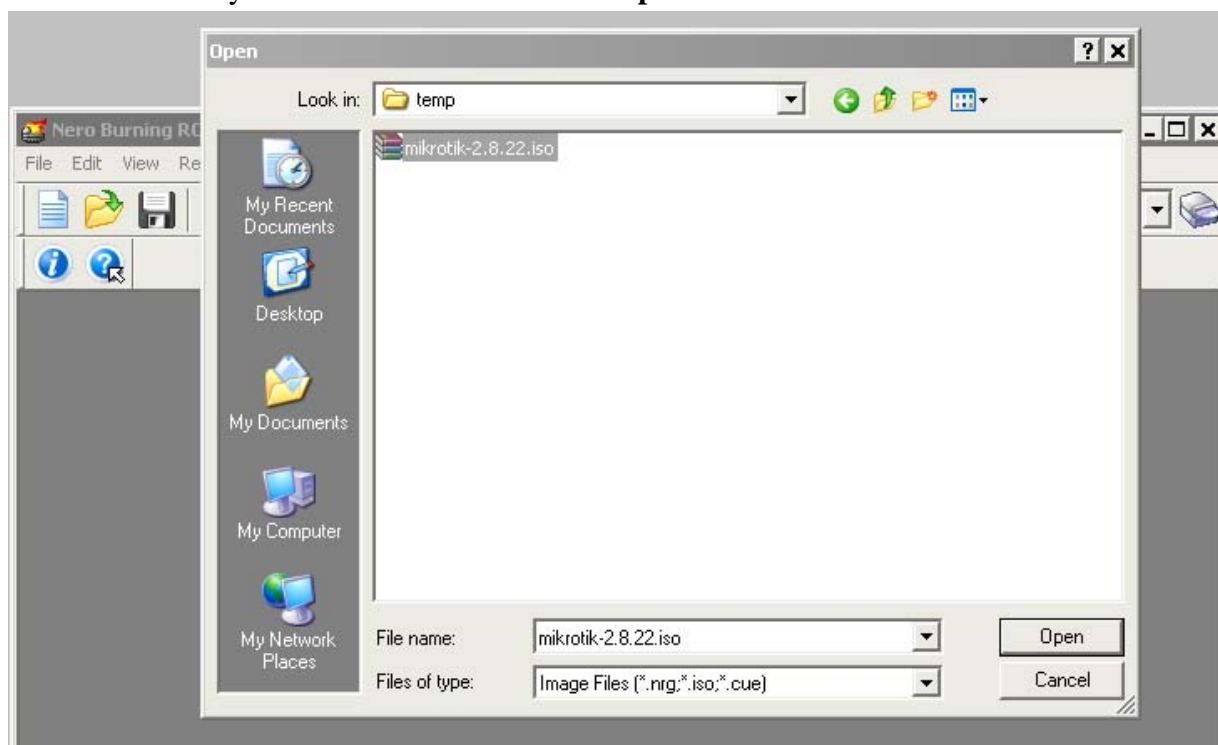 Open
Look in:
temp
Nero Burning RO
File Edit View Re
mikrotik-2.8.22.iso
My Recent
Documents
Desktop
My Documents
My Computer
My Network
Places
File name:
mikrotik-2.8.22.iso
Open
Files of type:
Image Files (*.nrg;*.iso;*.cue)
Cancel